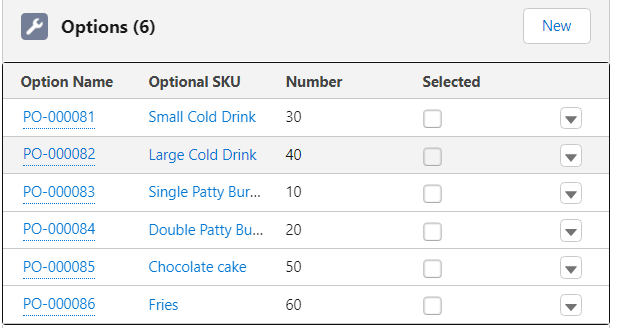 Options (6)
New
Option Name Optional SKU Number Selected
PO-000081 Small Cold Drink 30
PO-000082 Large Cold Drink 40
PO-000083 Single Patty Bur... 10
PO-000084 Double Patty Bu... 20
PO-000085 Chocolate cake 50
PO-000086 Fries 60